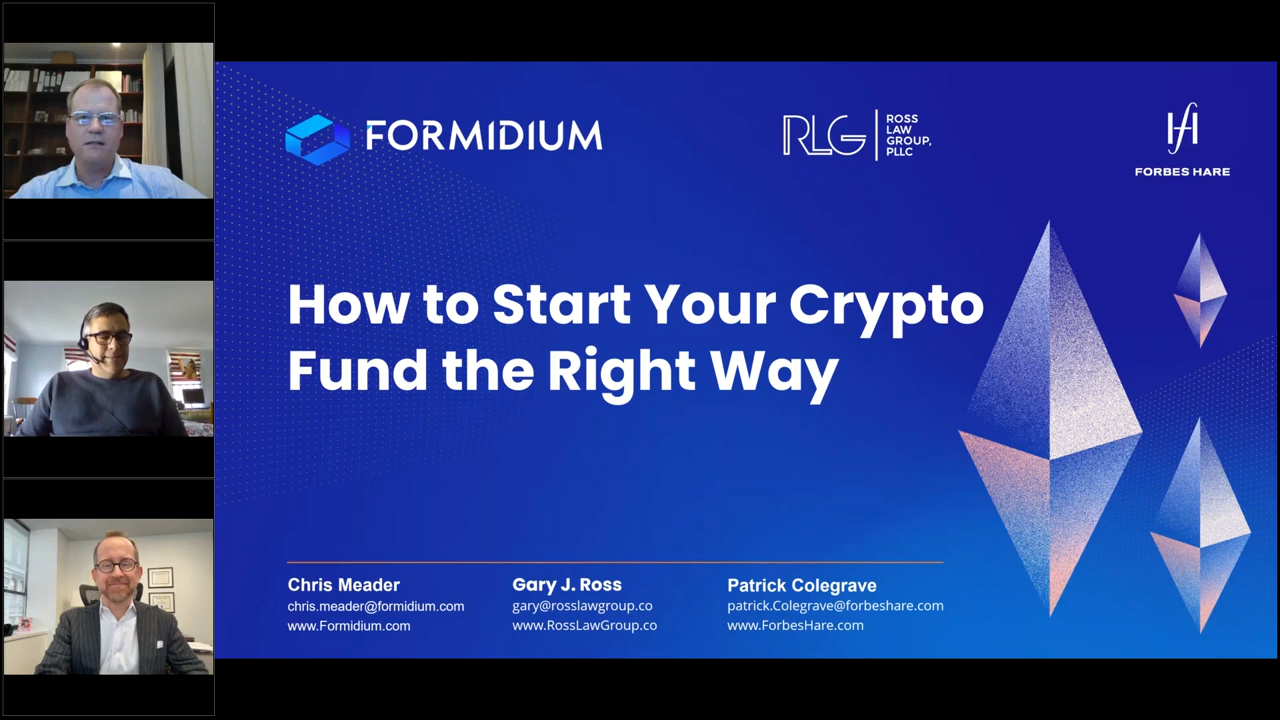 FORMIDIUM
RLG
ROSS
LAW
GROUP,
PLLC
FORBES HARE
How to Start Your Crypto
Fund the Right Way
Chris Meader
chris.meader@formidium.com
www.Formidium.com
Gary J. Ross
gary@rosslawgroup.co
www.RossLawGroup.co
Patrick Colegrave
patrick.Colegrave@forbeshare.com
www.ForbesHare.com